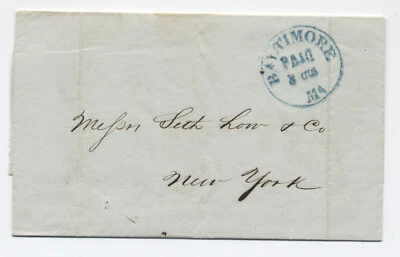 BALTIMORE
PAID
3 cts
Md
Messrs Seth Low & Co
New York